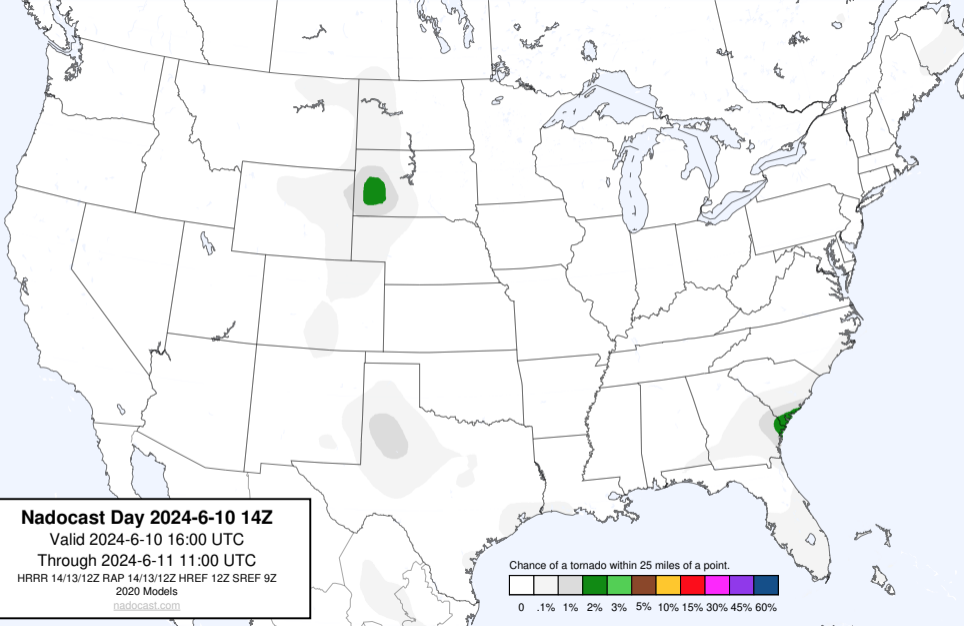 Nadocast Day 2024-6-10 14Z
Valid 2024-6-10 16:00 UTC
Through 2024-6-11 11:00 UTC
HRRR 14/13/12Z RAP 14/13/12Z HREF 12Z SREF 9Z
2020 Models
nadocast.com
Chance of a tornado within 25 miles of a point.
0 .1% 1% 2% 3% 5% 10% 15% 30% 45% 60%